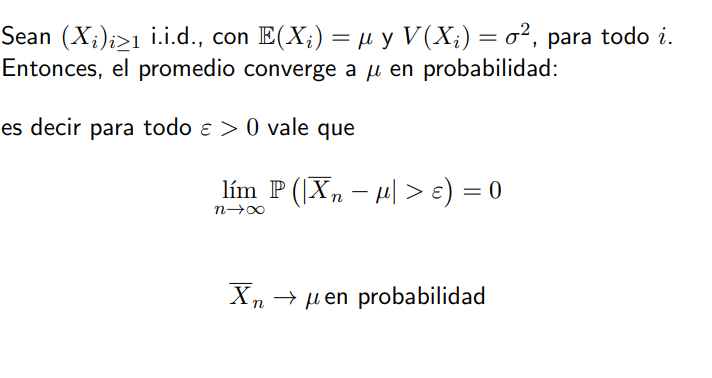 Sean $(X_i)_{i \geq 1}$ i.i.d., con $\mathbb{E}(X_i) = \mu$ y $V(X_i) = \sigma^2$, para todo $i$.
Entonces, el promedio converge a $\mu$ en probabilidad:
es decir para todo $\varepsilon > 0$ vale que
$\lim_{n \to \infty} \mathbb{P}\left(|\overline{X}_n - \mu| > \varepsilon\right) = 0$
$\overline{X}_n \to \mu$ en probabilidad